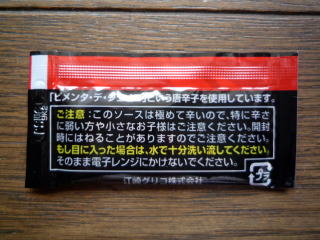 「ピメンタ・デ・
という唐辛子を使用しています。
ご注意:このソースは極めて辛いので、特に辛さ
に弱い方や小さなお子様はご注意ください。開封
時にはねることがありますのでご注意ください。
もし目に入った場合は、水で十分洗い流してください。
そのまま電子レンジにかけないでください。
江崎グリコ株式会社
プラ